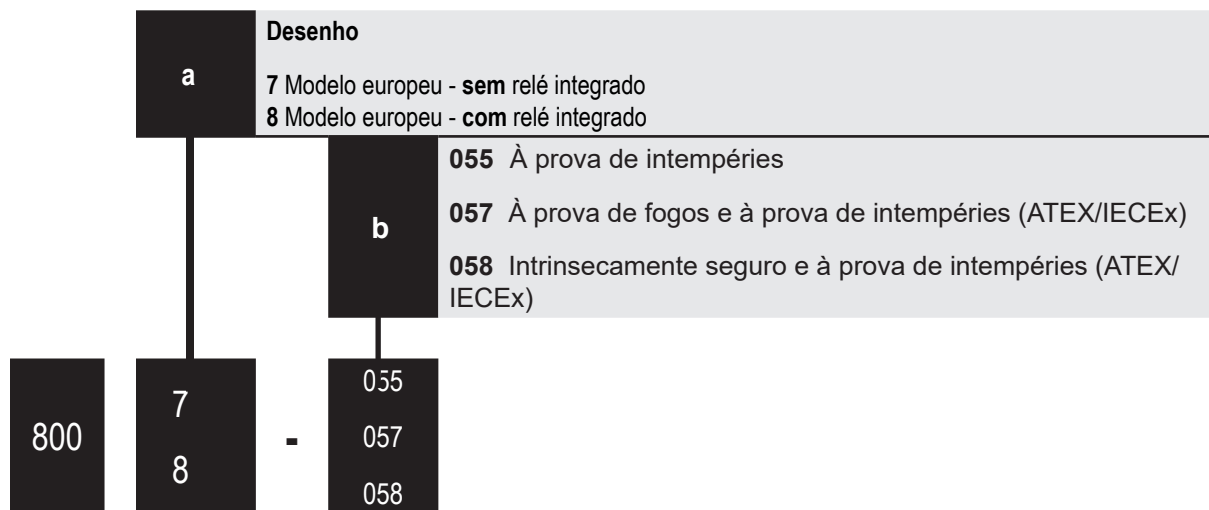 a
Desenho
7 Modelo europeu - sem relé integrado
8 Modelo europeu - com relé integrado
b
055 À prova de intempéries
057 À prova de fogos e à prova de intempéries (ATEX/IECEx)
058 Intrinsecamente seguro e à prova de intempéries (ATEX/
IECEx)
800
7
8
-
055
057
058